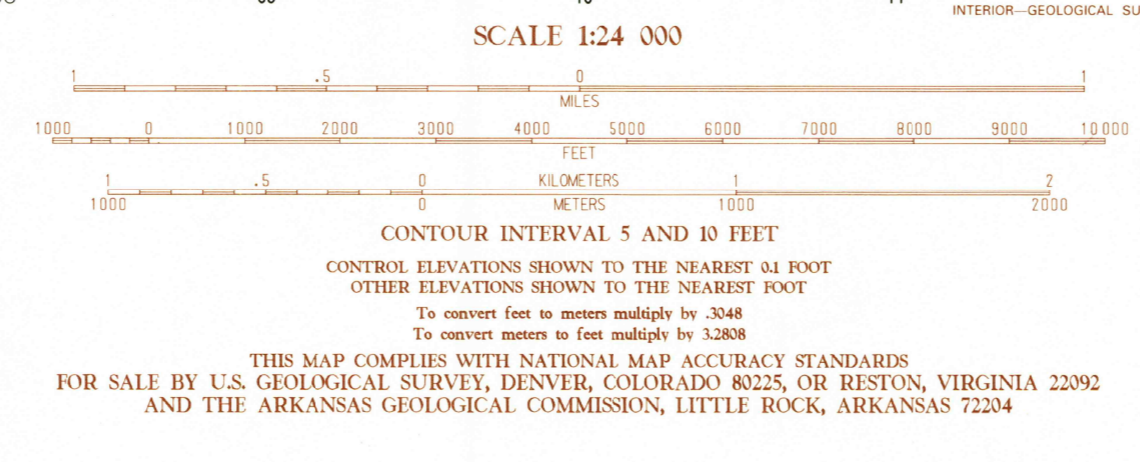 INTERIOR—GEOLOGICAL SU
SCALE 1:24 000
1 .5 0 1
MILES
1000 0 1000 2000 3000 4000 5000 6000 7000 8000 9000 10 000
FEET
1 .5 0 KILOMETERS 1 2
1000 0 METERS 1000 2000
CONTOUR INTERVAL 5 AND 10 FEET
CONTROL ELEVATIONS SHOWN TO THE NEAREST 0.1 FOOT
OTHER ELEVATIONS SHOWN TO THE NEAREST FOOT
To convert feet to meters multiply by .3048
To convert meters to feet multiply by 3.2808
THIS MAP COMPLIES WITH NATIONAL MAP ACCURACY STANDARDS
FOR SALE BY U.S. GEOLOGICAL SURVEY, DENVER, COLORADO 80225, OR RESTON, VIRGINIA 22092
AND THE ARKANSAS GEOLOGICAL COMMISSION, LITTLE ROCK, ARKANSAS 72204